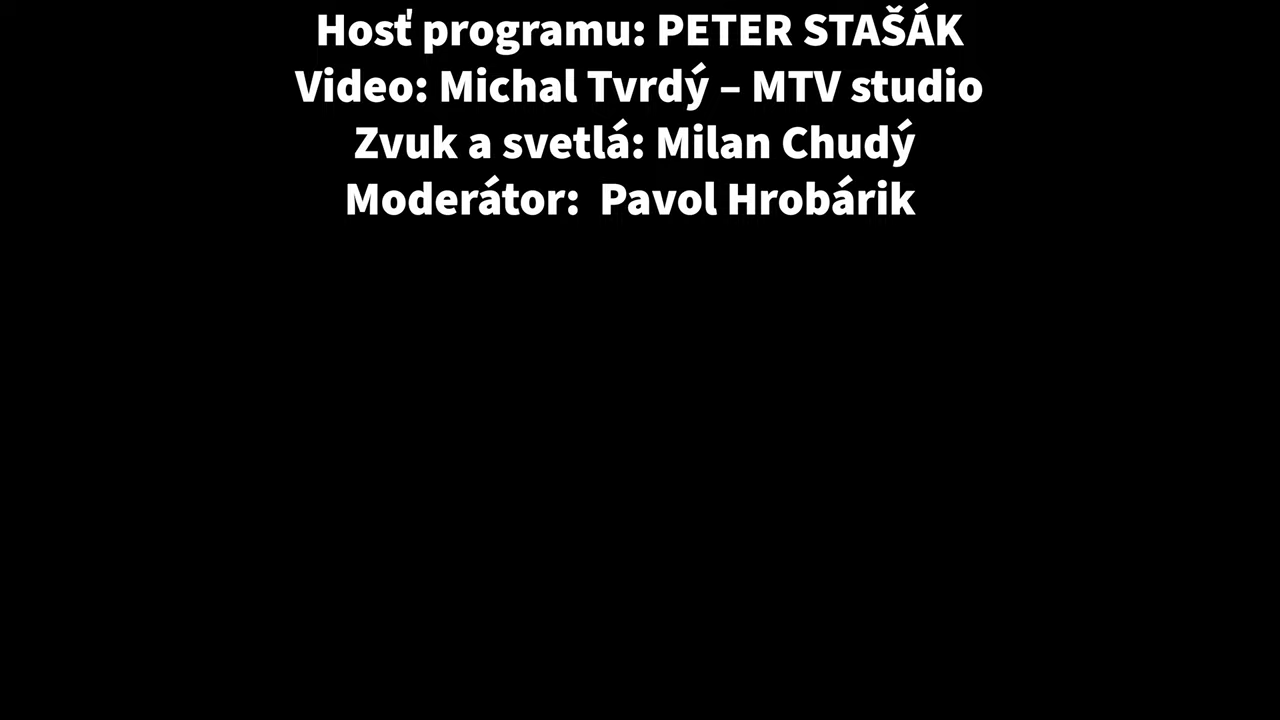 Hosť programu: PETER STAŠÁK
Video: Michal Tvrdý – MTV studio
Zvuk a svetlá: Milan Chudý
Moderátor:  Pavol Hrobárik